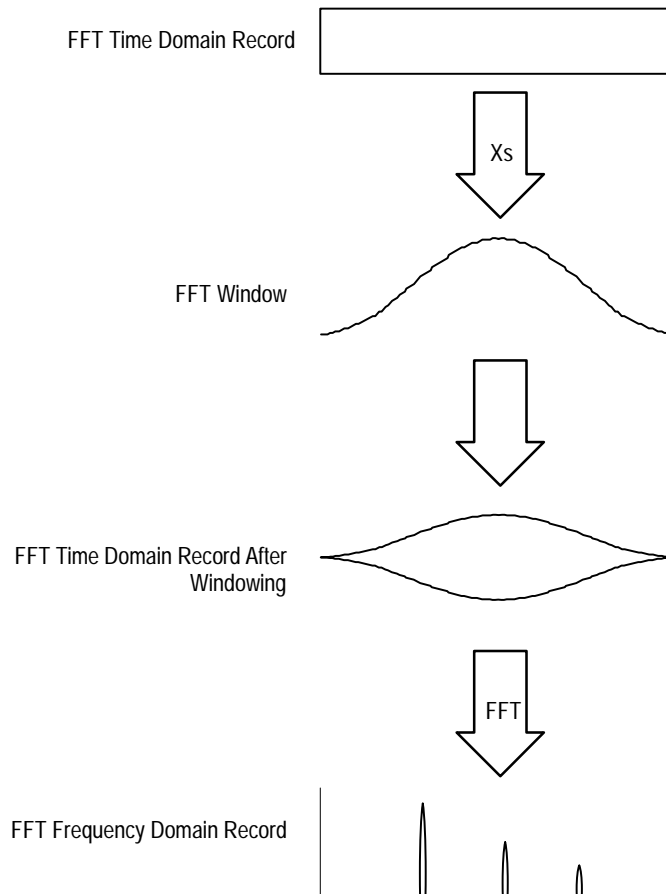 FFT Time Domain Record
Xs
FFT Window
FFT Time Domain Record After
Windowing
FFT
FFT Frequency Domain Record